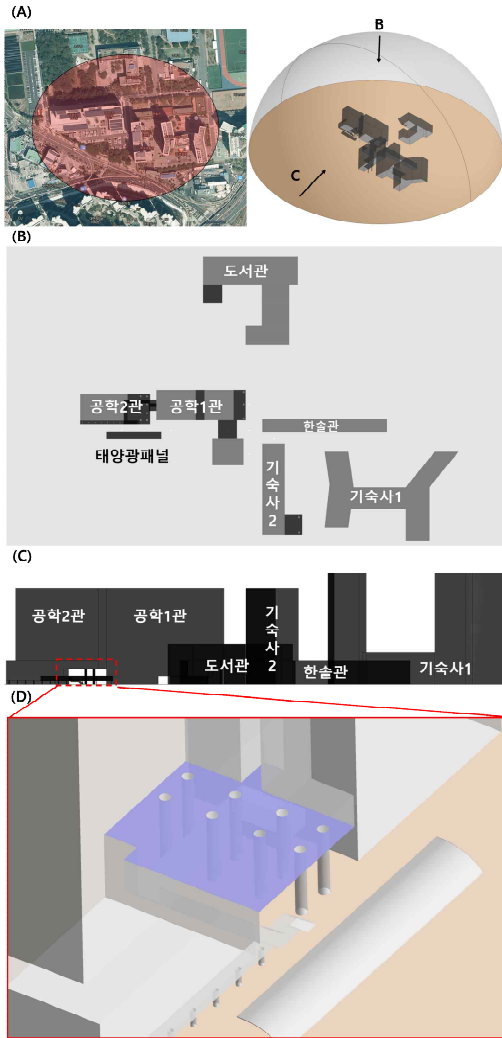 (A)
B
C
(B)
도서관
공학2관
공학1관
한솔관
태양광패널
기숙사2
기숙사1
(C)
공학2관
공학1관
기숙사2
도서관
한솔관
기숙사1
(D)